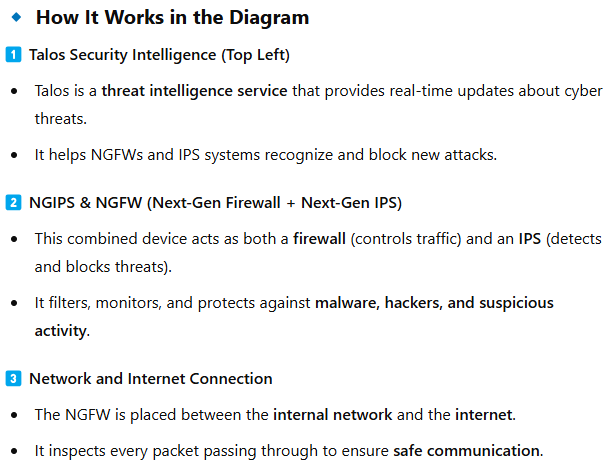 How It Works in the Diagram
1 Talos Security Intelligence (Top Left)
• Talos is a threat intelligence service that provides real-time updates about cyber
threats.
• It helps NGFWs and IPS systems recognize and block new attacks.
2 NGIPS & NGFW (Next-Gen Firewall + Next-Gen IPS)
• This combined device acts as both a firewall (controls traffic) and an IPS (detects
and blocks threats).
• It filters, monitors, and protects against malware, hackers, and suspicious
activity.
3 Network and Internet Connection
• The NGFW is placed between the internal network and the internet.
• It inspects every packet passing through to ensure safe communication.